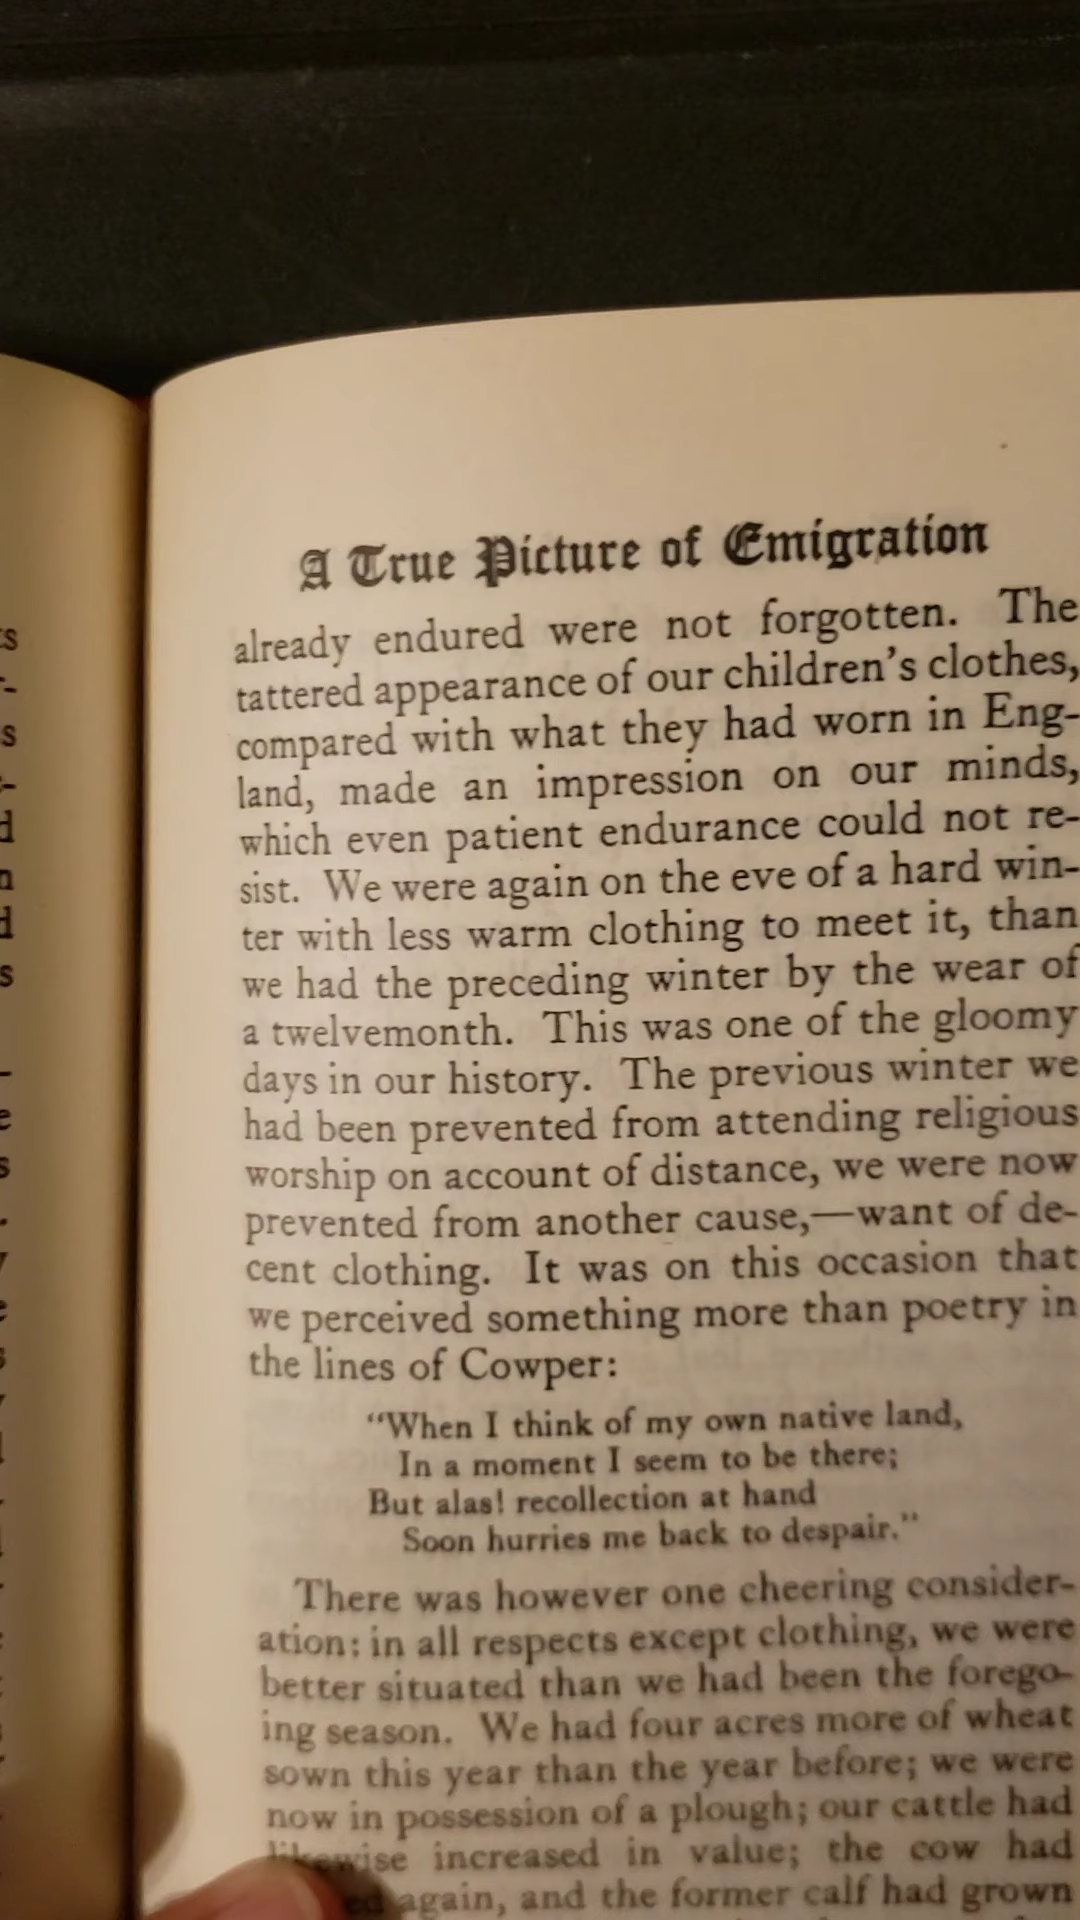 A True Picture of Emigration
already endured were not forgotten. The
tattered appearance of our children's clothes,
compared with what they had worn in Eng-
land, made an impression on our minds,
which even patient endurance could not re-
sist. We were again on the eve of a hard win-
ter with less warm clothing to meet it, than
we had the preceding winter by the wear of
a twelvemonth. This was one of the gloomy
days in our history. The previous winter we
had been prevented from attending religious
worship on account of distance, we were now
prevented from another cause,—want of de-
cent clothing. It was on this occasion that
we perceived something more than poetry in
the lines of Cowper:
"When I think of my own native land,
In a moment I seem to be there;
But alas! recollection at hand
Soon hurries me back to despair."
There was however one cheering consider-
ation: in all respects except clothing, we were
better situated than we had been the forego-
ing season. We had four acres more of wheat
sown this year than the year before; we were
now in possession of a plough; our cattle had
likewise increased in value; the cow had
again, and the former calf had grown